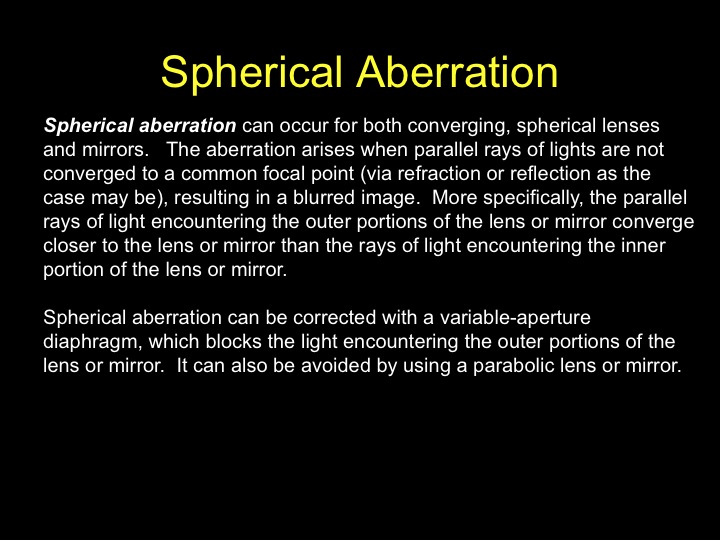 Spherical Aberration
Spherical aberration can occur for both converging, spherical lenses
and mirrors.   The aberration arises when parallel rays of lights are not
converged to a common focal point (via refraction or reflection as the
case may be), resulting in a blurred image.  More specifically, the parallel
rays of light encountering the outer portions of the lens or mirror converge
closer to the lens or mirror than the rays of light encountering the inner
portion of the lens or mirror.
Spherical aberration can be corrected with a variable-aperture
diaphragm, which blocks the light encountering the outer portions of the
lens or mirror.  It can also be avoided by using a parabolic lens or mirror.